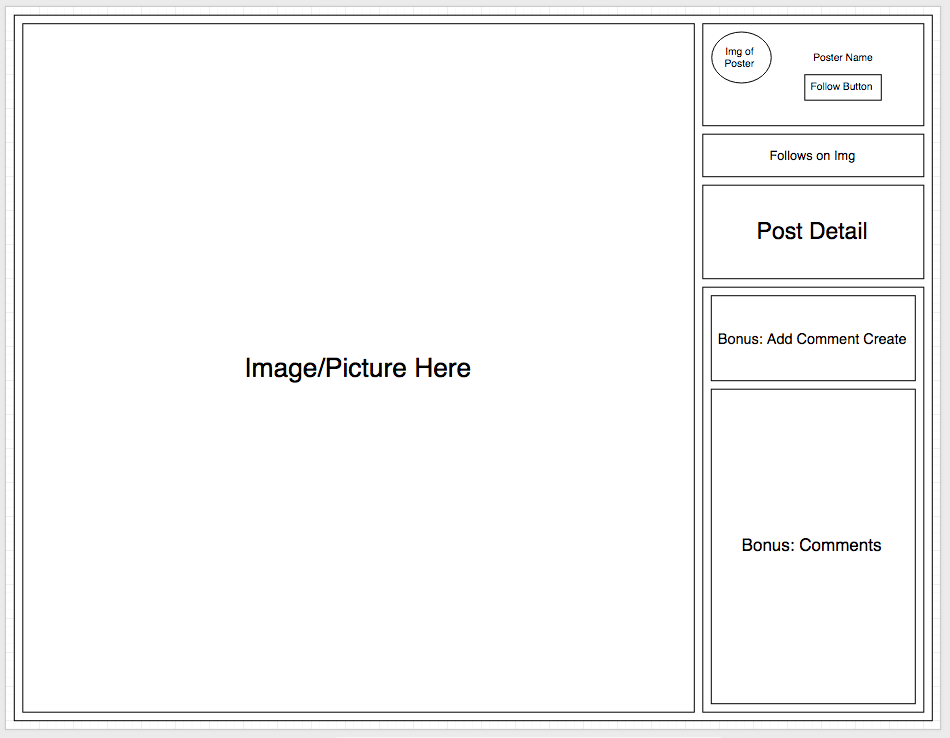 Image/Picture Here
Img of
Poster
Poster Name
Follow Button
Follows on Img
Post Detail
Bonus: Add Comment Create
Bonus: Comments